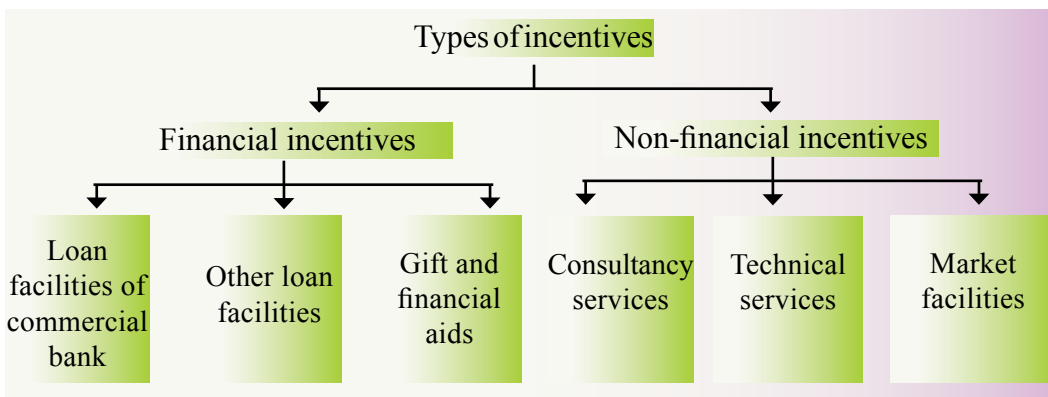 Types of incentives
Financial incentives
Non-financial incentives
Loan
facilities of
commercial
bank
Other loan
facilities
Gift and
financial
aids
Consultancy
services
Technical
services
Market
facilities